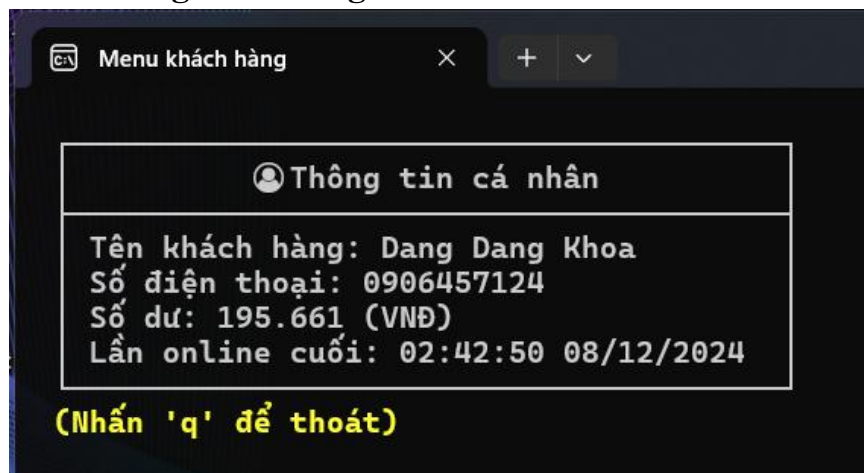 Menu khách hàng
Thông tin cá nhân
Tên khách hàng: Dang Dang Khoa
Số điện thoại: 0906457124
Số dư: 195.661 (VNĐ)
Lần online cuối: 02:42:50 08/12/2024
(Nhấn 'q' để thoát)